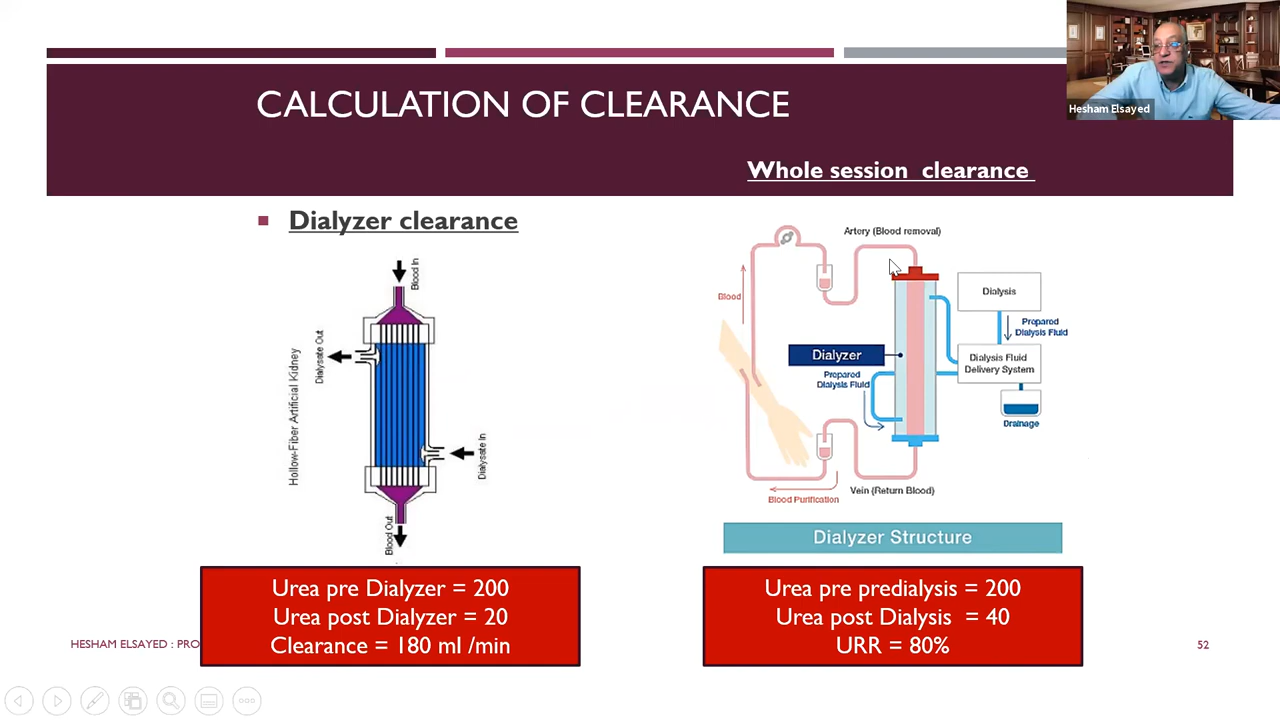 Hesham Elsayed
CALCULATION OF CLEARANCE
Whole session clearance
Dialyzer clearance
Blood In
Dialysate Out
Hollow-Fiber Artificial Kidney
Dialysate In
Blood Out
Artery (Blood removal)
Blood
Dialysis
Prepared
Dialysis Fluid
Dialyzer
Dialysis Fluid
Delivery System
Prepared
Dialysis Fluid
Drainage
Vein (Return Blood)
Blood Purification
Dialyzer Structure
Urea pre Dialyzer = 200
Urea post Dialyzer = 20
Clearance = 180 ml /min
Urea pre predialysis = 200
Urea post Dialysis = 40
URR = 80%
HESHAM ELSAYED : PRO
52